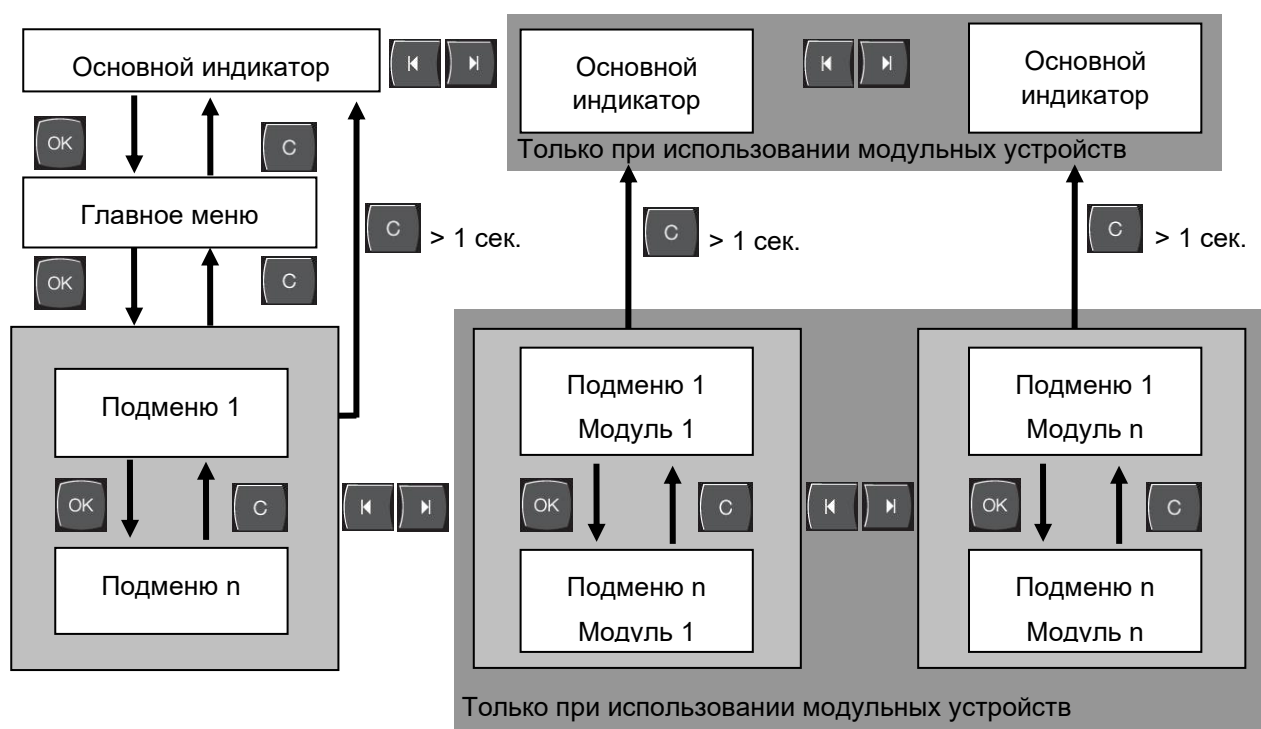 Основной индикатор
Основной
индикатор
Основной
индикатор
Только при использовании модульных устройств
OK
C
Главное меню
C
> 1 сек.
C
> 1 сек.
C
> 1 сек.
OK
C
Подменю 1
Подменю 1
Модуль 1
Подменю 1
Модуль n
OK
C
OK
C
OK
C
Подменю n
Подменю n
Модуль 1
Подменю n
Модуль n
Только при использовании модульных устройств